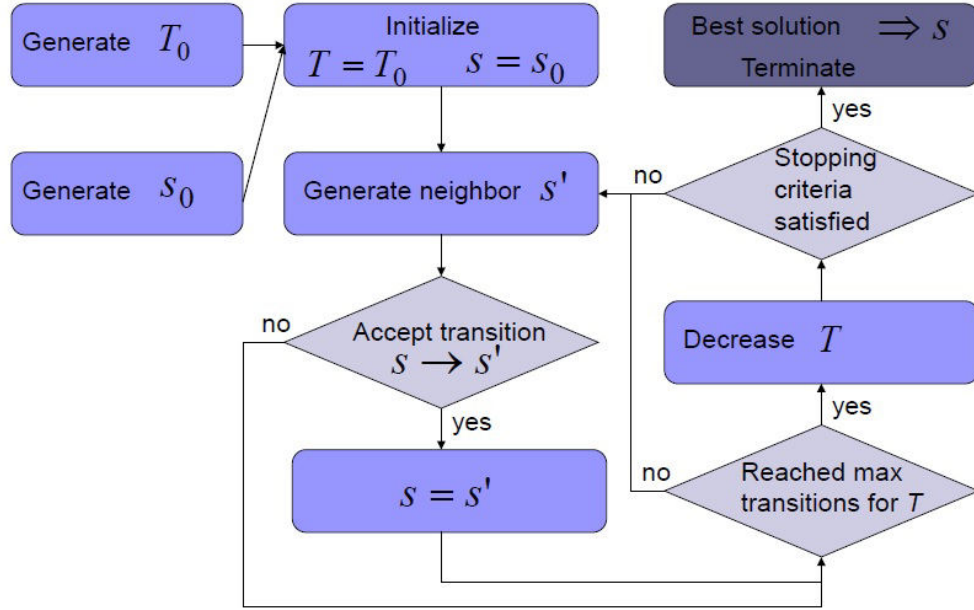 Generate T₀
Initialize
T = T₀ s = s₀
Generate s₀
Generate neighbor s'
no
Accept transition
s → s'
yes
s = s'
Best solution ⇒ s
Terminate
yes
no
Stopping
criteria
satisfied
Decrease T
yes
no
Reached max
transitions for T